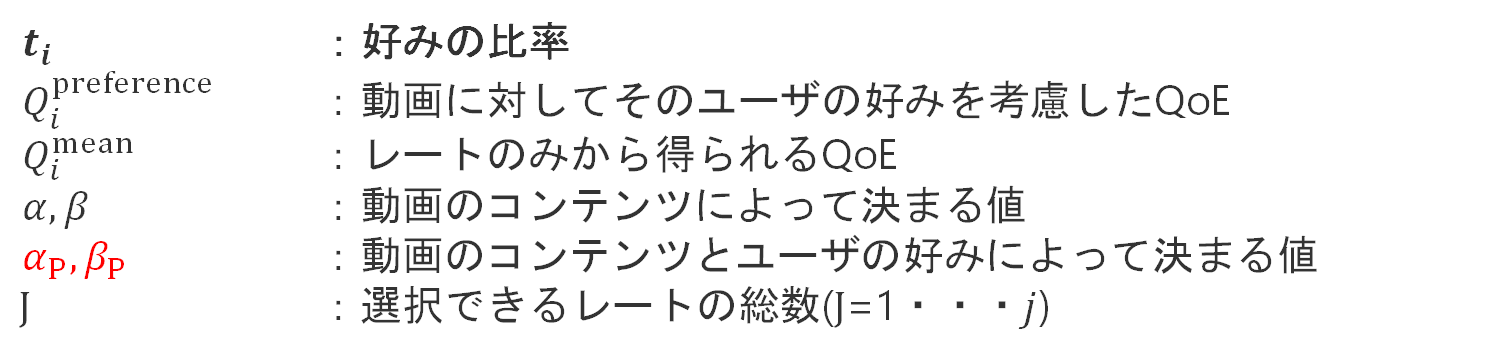 t_i : 好みの比率
Q_i^preference : 動画に対してそのユーザの好みを考慮したQoE
Q_i^mean : レートのみから得られるQoE
α, β : 動画のコンテンツによって決まる値
α_P, β_P : 動画のコンテンツとユーザの好みによって決まる値
J : 選択できるレートの総数(J=1・・・j)